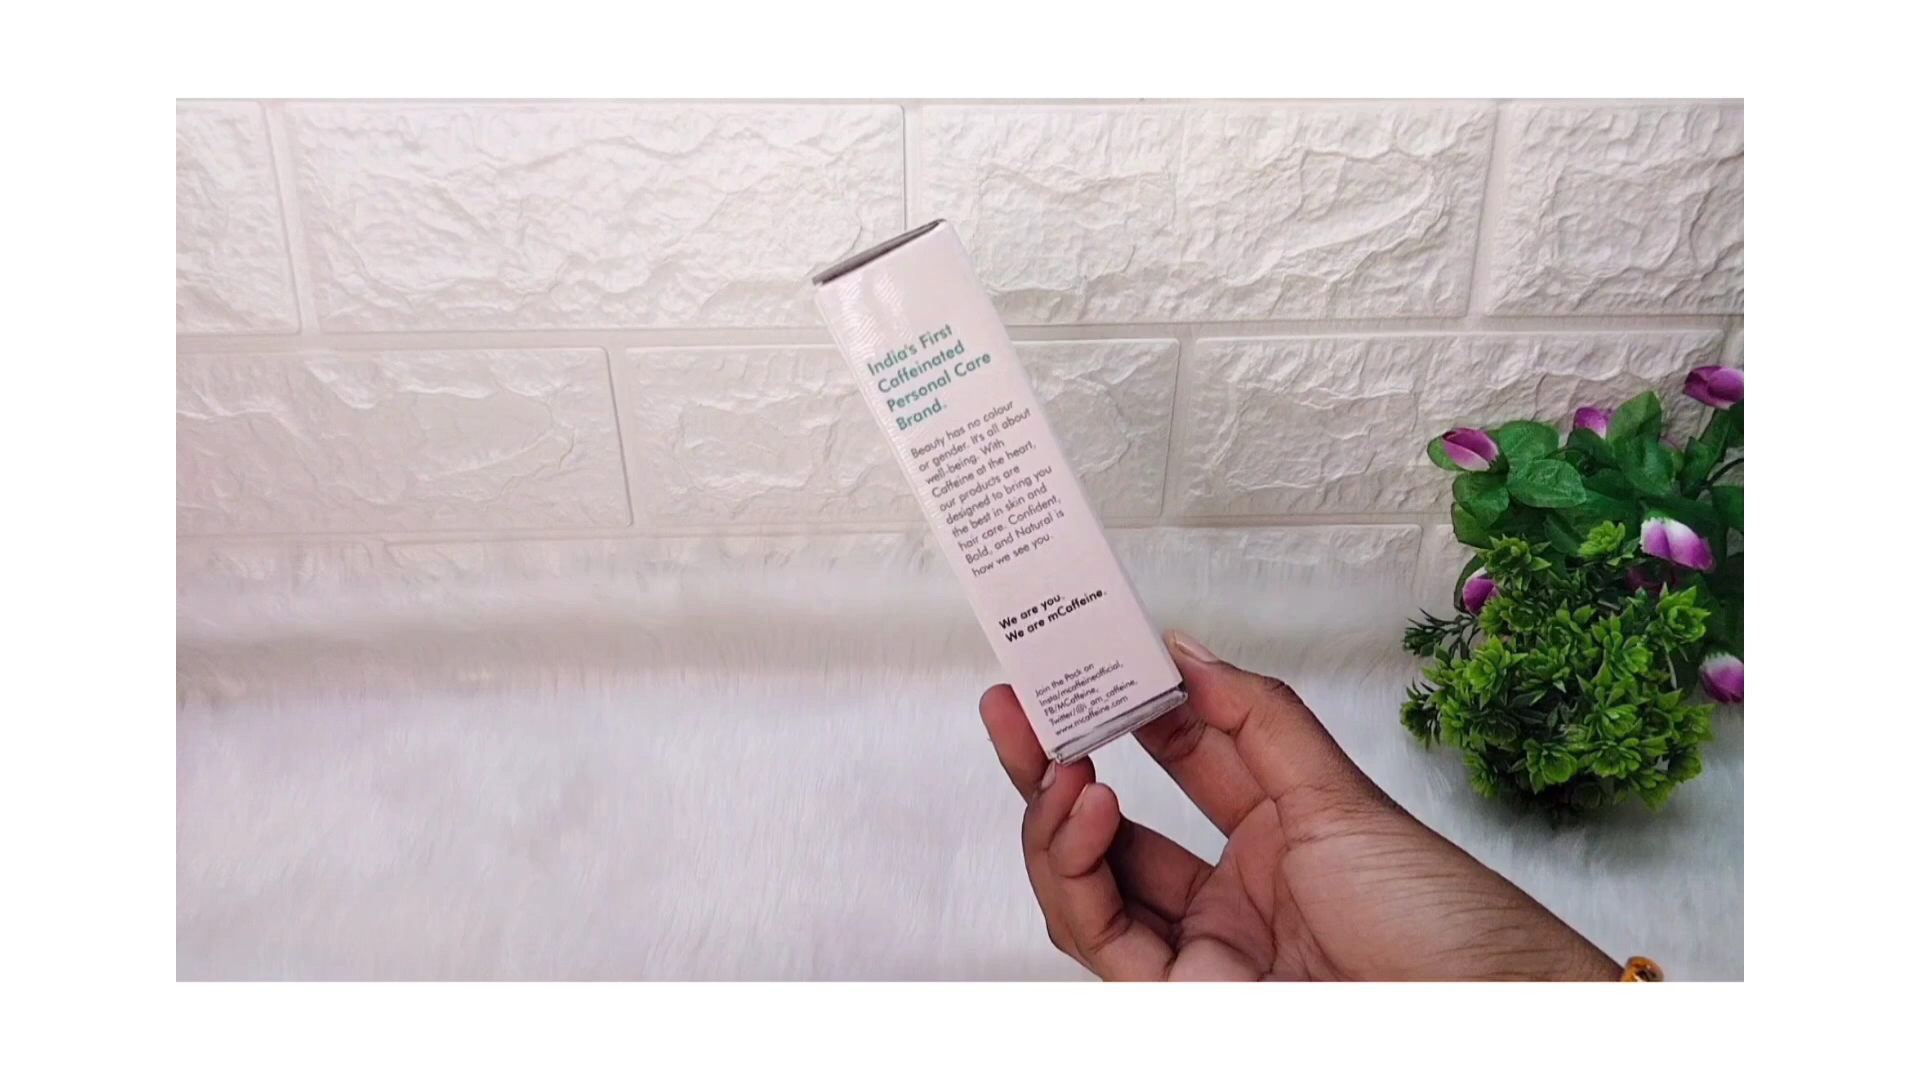 India's First
Caffeinated
Personal Care
Brand.
Beauty has no colour
or gender. It's all about
well-being. With
Caffeine at the heart,
our products are
designed to bring you
the best in skin and
hair care. Confident,
Bold, and Natural is
how we see you.
We are you.
We are mCaffeine.
Join the Pack on
Insta/mcaffeineofficial,
FB/MCaffeine,
Twitter/@i_am_caffeine,
www.mcaffeine.com